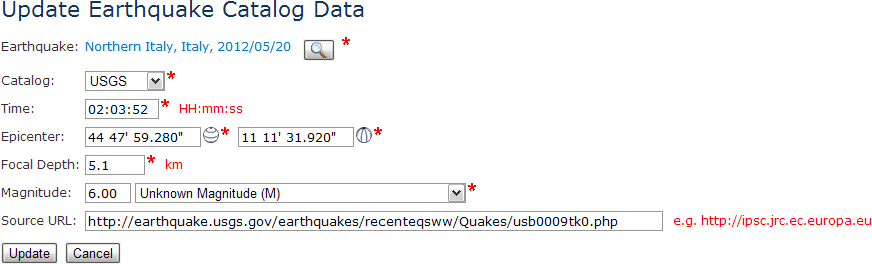 Update Earthquake Catalog Data
Earthquake: Northern Italy, Italy, 2012/05/20 *
Catalog: USGS *
Time: 02:03:52 * HH:mm:ss
Epicenter: 44 47' 59.280" * 11 11' 31.920" *
Focal Depth: 5.1 * km
Magnitude: 6.00 Unknown Magnitude (M) *
Source URL: http://earthquake.usgs.gov/earthquakes/recenteqsww/Quakes/usb0009tk0.php e.g. http://ipsc.jrc.ec.europa.eu
Update Cancel